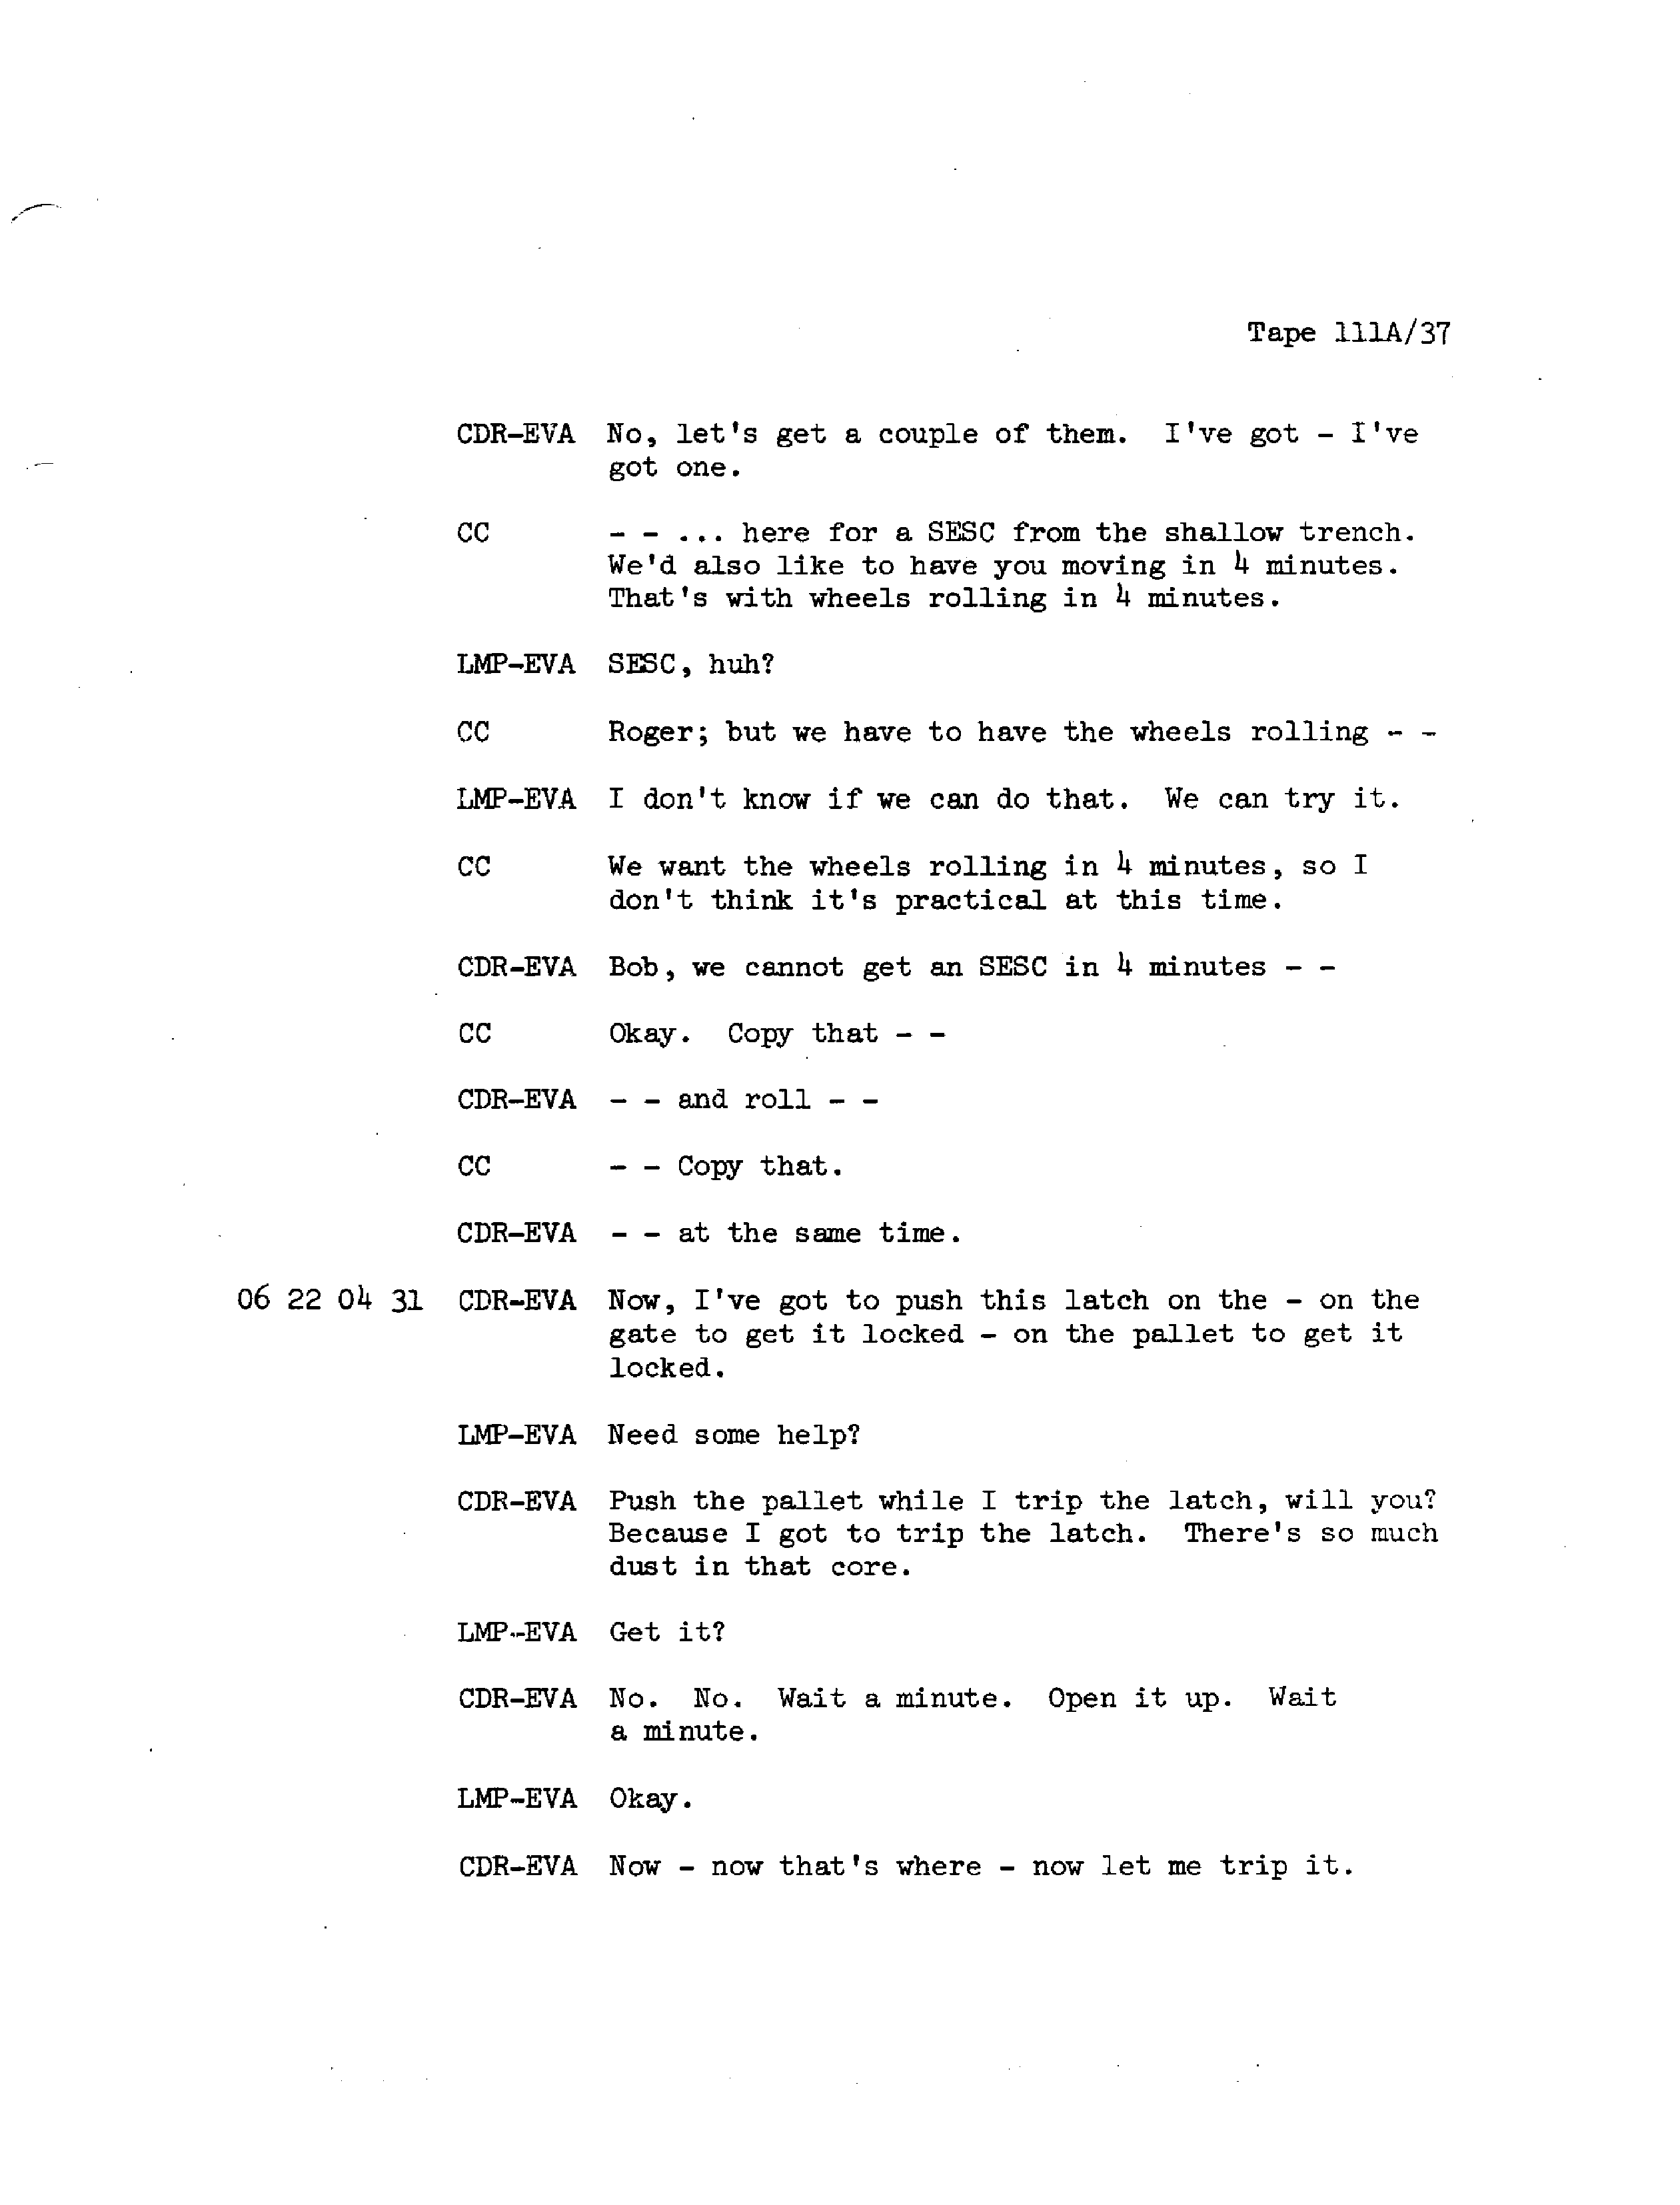 Tape 111A/37
CDR-EVA No, let's get a couple of them. I've got - I've
got one.
CC - - ... here for a SESC from the shallow trench.
We'd also like to have you moving in 4 minutes.
That's with wheels rolling in 4 minutes.
LMP-EVA SESC, huh?
CC Roger; but we have to have the wheels rolling - -
LMP-EVA I don't know if we can do that. We can try it.
CC We want the wheels rolling in 4 minutes, so I
don't think it's practical at this time.
CDR-EVA Bob, we cannot get an SESC in 4 minutes - -
CC Okay. Copy that - -
CDR-EVA - - and roll - -
CC - - Copy that.
CDR-EVA - - at the same time.
06 22 04 31 CDR-EVA Now, I've got to push this latch on the - on the
gate to get it locked - on the pallet to get it
locked.
LMP-EVA Need some help?
CDR-EVA Push the pallet while I trip the latch, will you?
Because I got to trip the latch. There's so much
dust in that core.
LMP-EVA Get it?
CDR-EVA No. No. Wait a minute. Open it up. Wait
a minute.
LMP-EVA Okay.
CDR-EVA Now - now that's where - now let me trip it.